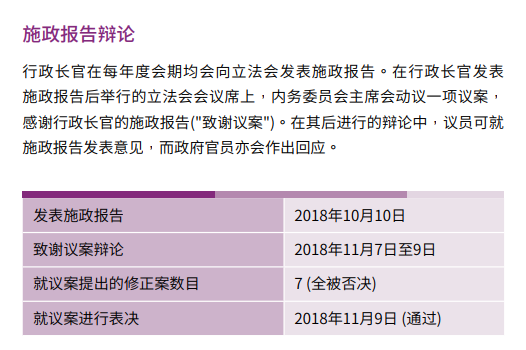 施政报告辩论
行政长官在每年度会期均会向立法会发表施政报告。在行政长官发表
施政报告后举行的立法会会议席上，内务委员会主席会动议一项议案，
感谢行政长官的施政报告("致谢议案")。在其后进行的辩论中，议员可就
施政报告发表意见，而政府官员亦会作出回应。
发表施政报告 2018年10月10日
致谢议案辩论 2018年11月7日至9日
就议案提出的修正案数目 7 (全被否决)
就议案进行表决 2018年11月9日 (通过)